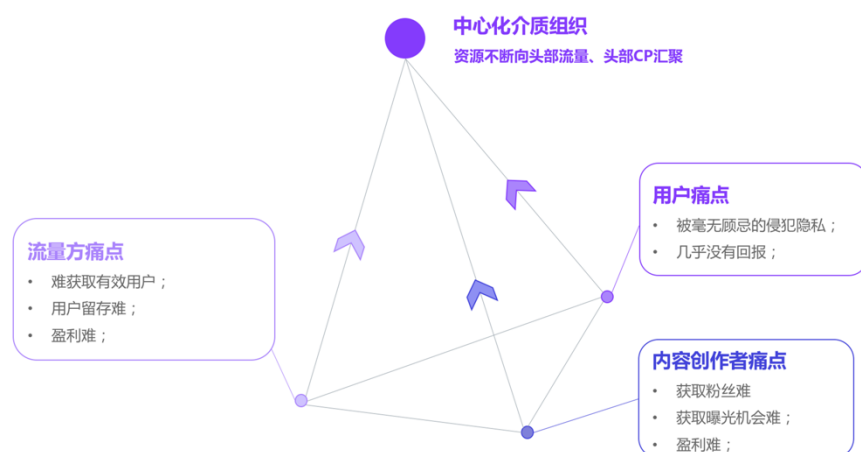 中心化介质组织
资源不断向头部流量、头部CP汇聚
用户痛点
• 被毫无顾忌的侵犯隐私；
• 几乎没有回报；
流量方痛点
• 难获取有效用户；
• 用户留存难；
• 盈利难；
内容创作者痛点
• 获取粉丝难
• 获取曝光机会难；
• 盈利难；